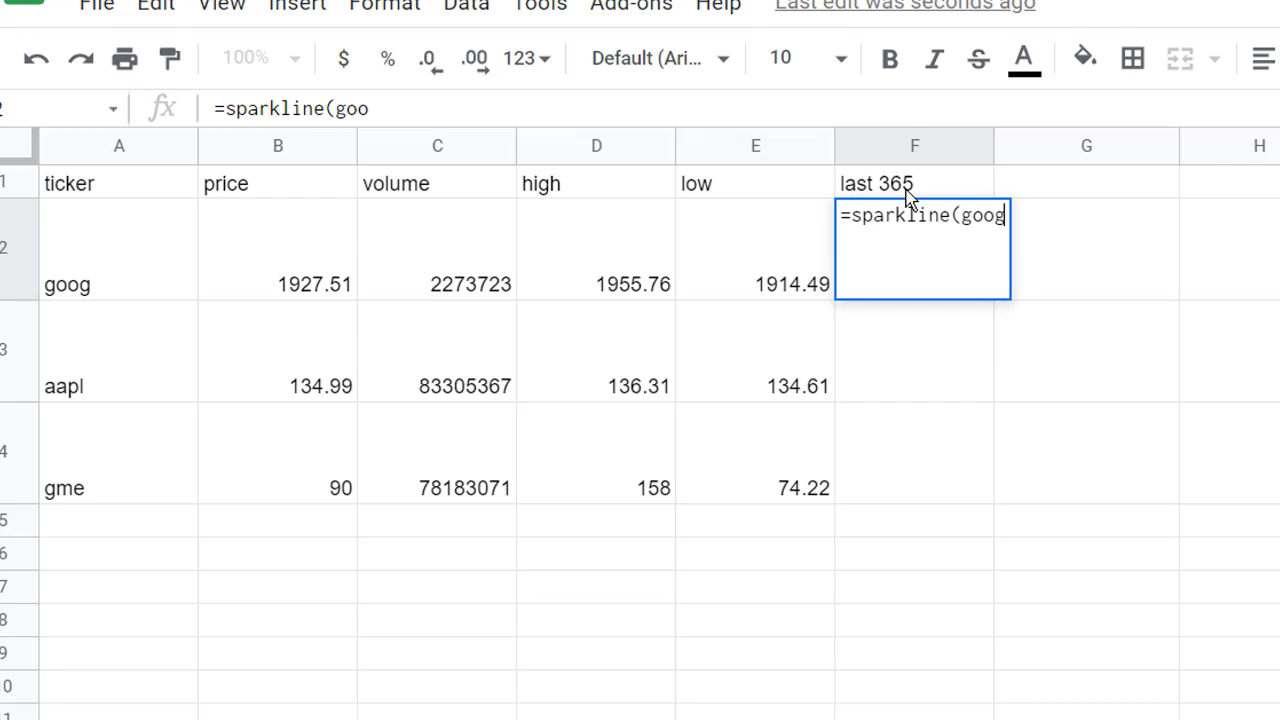 File Edit View Insert Format Data Tools Add-ons Help Last edit was seconds ago
100% $ % .0 .00 123 Default (Ari... 10 B I S A
2 fx =sparkline(goo
A B C D E F G H
1 ticker price volume high low last 365
=sparkline(goog
2 goog 1927.51 2273723 1955.76 1914.49
3 aapl 134.99 83305367 136.31 134.61
4 gme 90 78183071 158 74.22
5
6
7
8
9
10
11